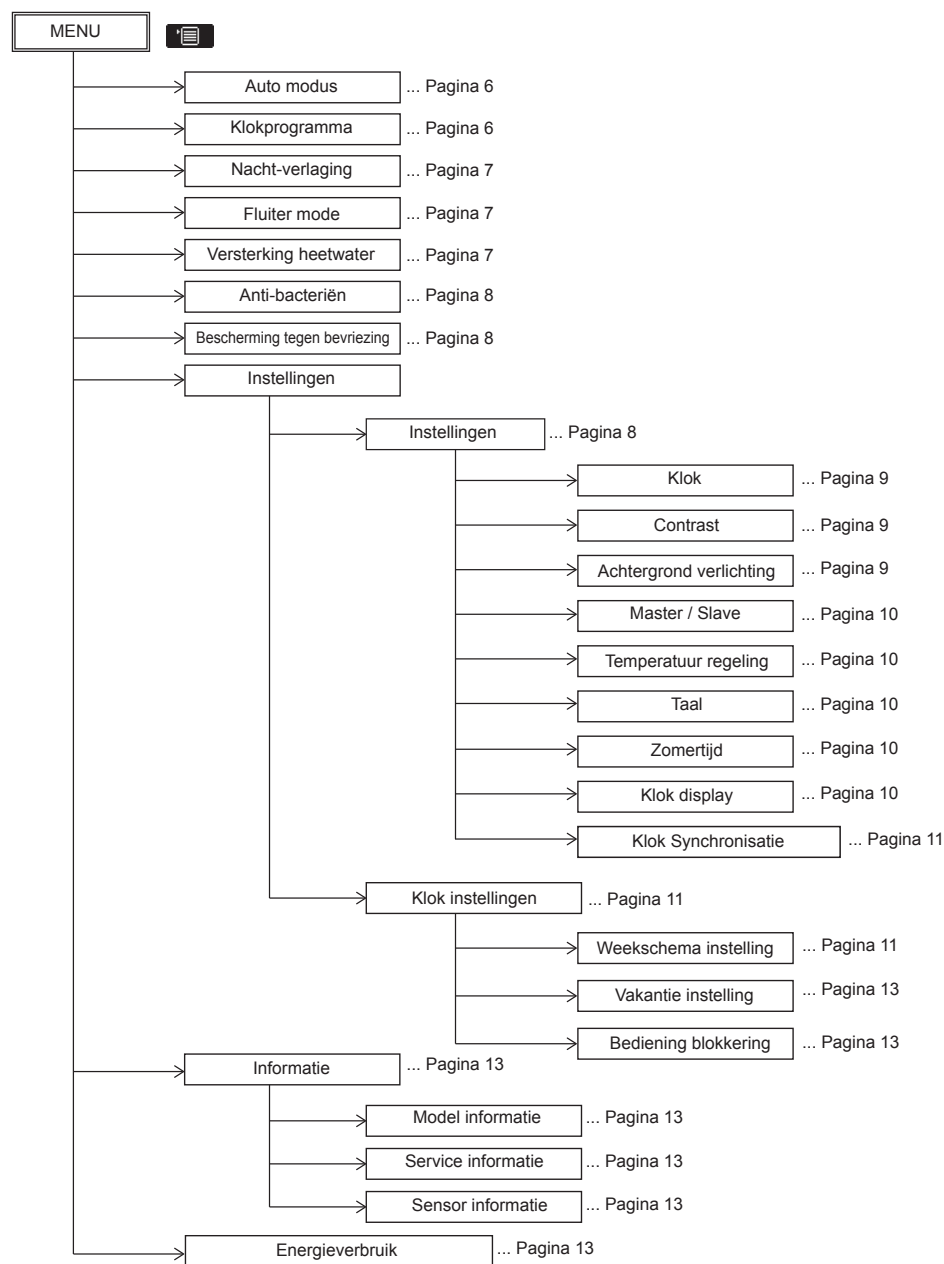 MENU
Auto modus ... Pagina 6
Klokprogramma ... Pagina 6
Nacht-verlaging ... Pagina 7
Fluiter mode ... Pagina 7
Versterking heetwater ... Pagina 7
Anti-bacteriën ... Pagina 8
Bescherming tegen bevriezing ... Pagina 8
Instellingen
Instellingen ... Pagina 8
Klok ... Pagina 9
Contrast ... Pagina 9
Achtergrond verlichting ... Pagina 9
Master / Slave ... Pagina 10
Temperatuur regeling ... Pagina 10
Taal ... Pagina 10
Zomertijd ... Pagina 10
Klok display ... Pagina 10
Klok Synchronisatie ... Pagina 11
Klok instellingen ... Pagina 11
Weekschema instelling ... Pagina 11
Vakantie instelling ... Pagina 13
Bediening blokkering ... Pagina 13
Informatie ... Pagina 13
Model informatie ... Pagina 13
Service informatie ... Pagina 13
Sensor informatie ... Pagina 13
Energieverbruik ... Pagina 13